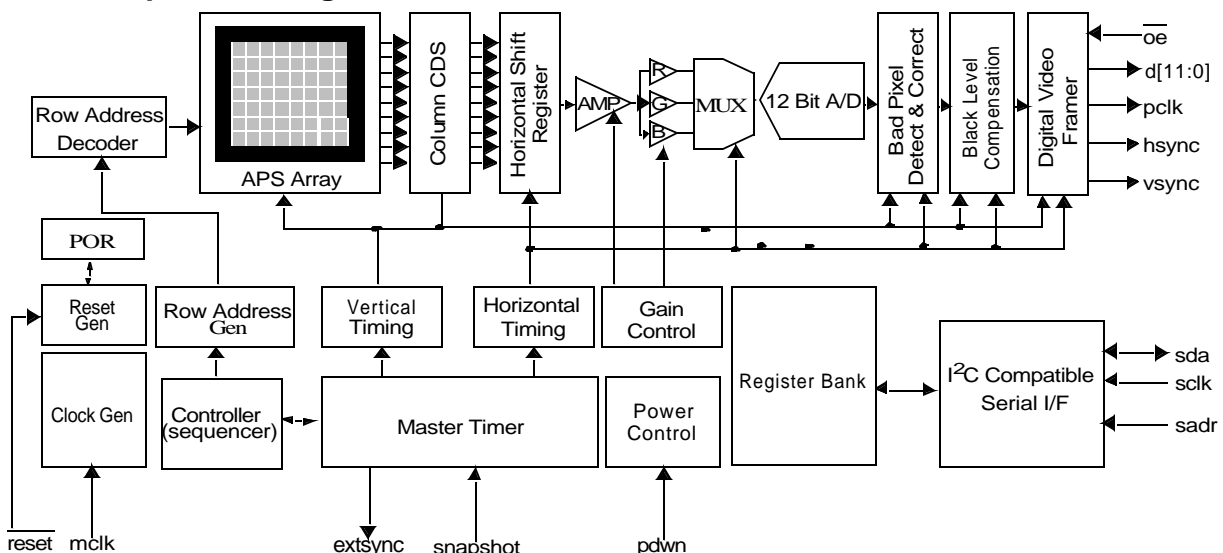 Row Address
Decoder
APS Array
Column CDS
Horizontal Shift
Register
AMP
R
G
B
MUX
12 Bit A/D
Bad Pixel
Detect & Correct
Black Level
Compensation
Digital Video
Framer
oe
d[11:0]
pclk
hsync
vsync
POR
Reset
Gen
Row Address
Gen
Vertical
Timing
Horizontal
Timing
Gain
Control
Register Bank
I²C Compatible
Serial I/F
sda
sclk
sadr
Clock Gen
Controller
(sequencer)
Master Timer
Power
Control
reset
mclk
extsync
snapshot
pdwn